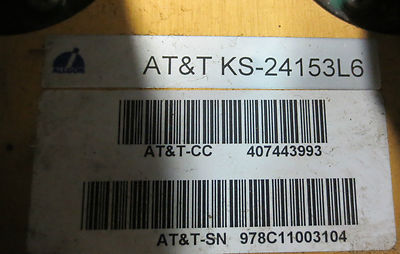 AT&T KS-24153L6
AT&T-CC 407443993
AT&T-SN 978C11003104